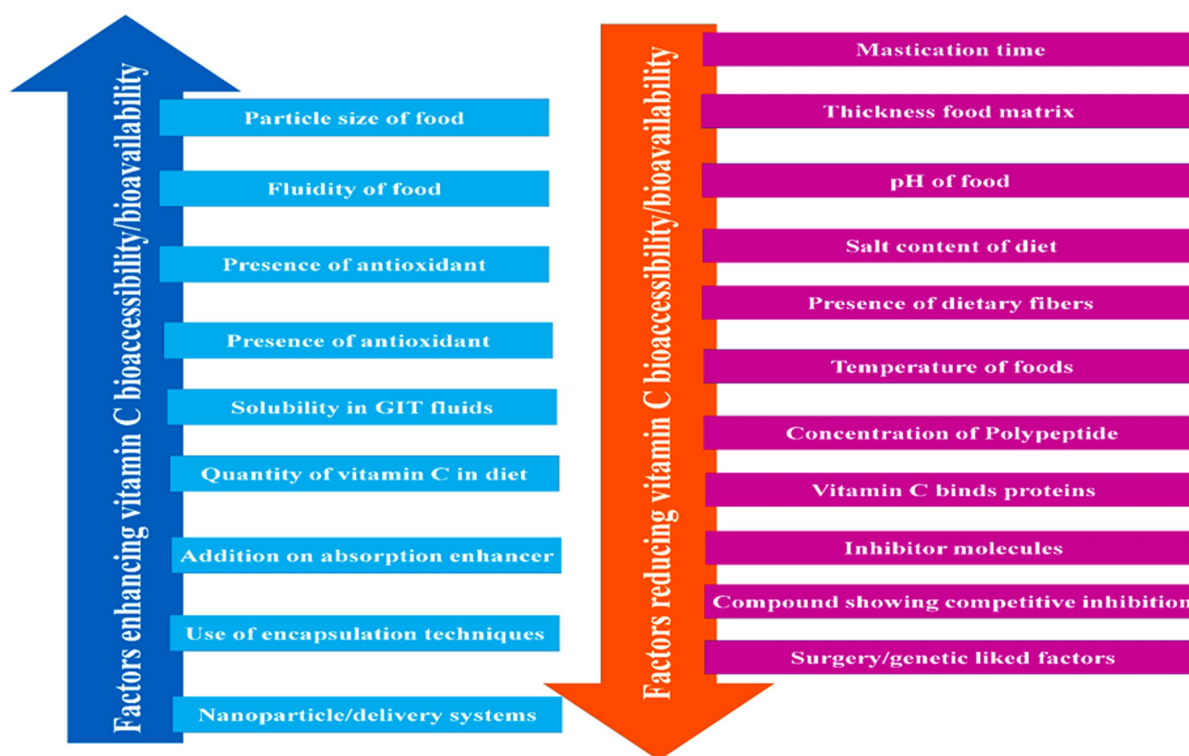 Factors enhancing vitamin C bioaccessibility/bioavailability
Particle size of food
Fluidity of food
Presence of antioxidant
Presence of antioxidant
Solubility in GIT fluids
Quantity of vitamin C in diet
Addition on absorption enhancer
Use of encapsulation techniques
Nanoparticle/delivery systems
Factors reducing vitamin C bioaccessibility/bioavailability
Mastication time
Thickness food matrix
pH of food
Salt content of diet
Presence of dietary fibers
Temperature of foods
Concentration of Polypeptide
Vitamin C binds proteins
Inhibitor molecules
Compound showing competitive inhibition
Surgery/genetic liked factors